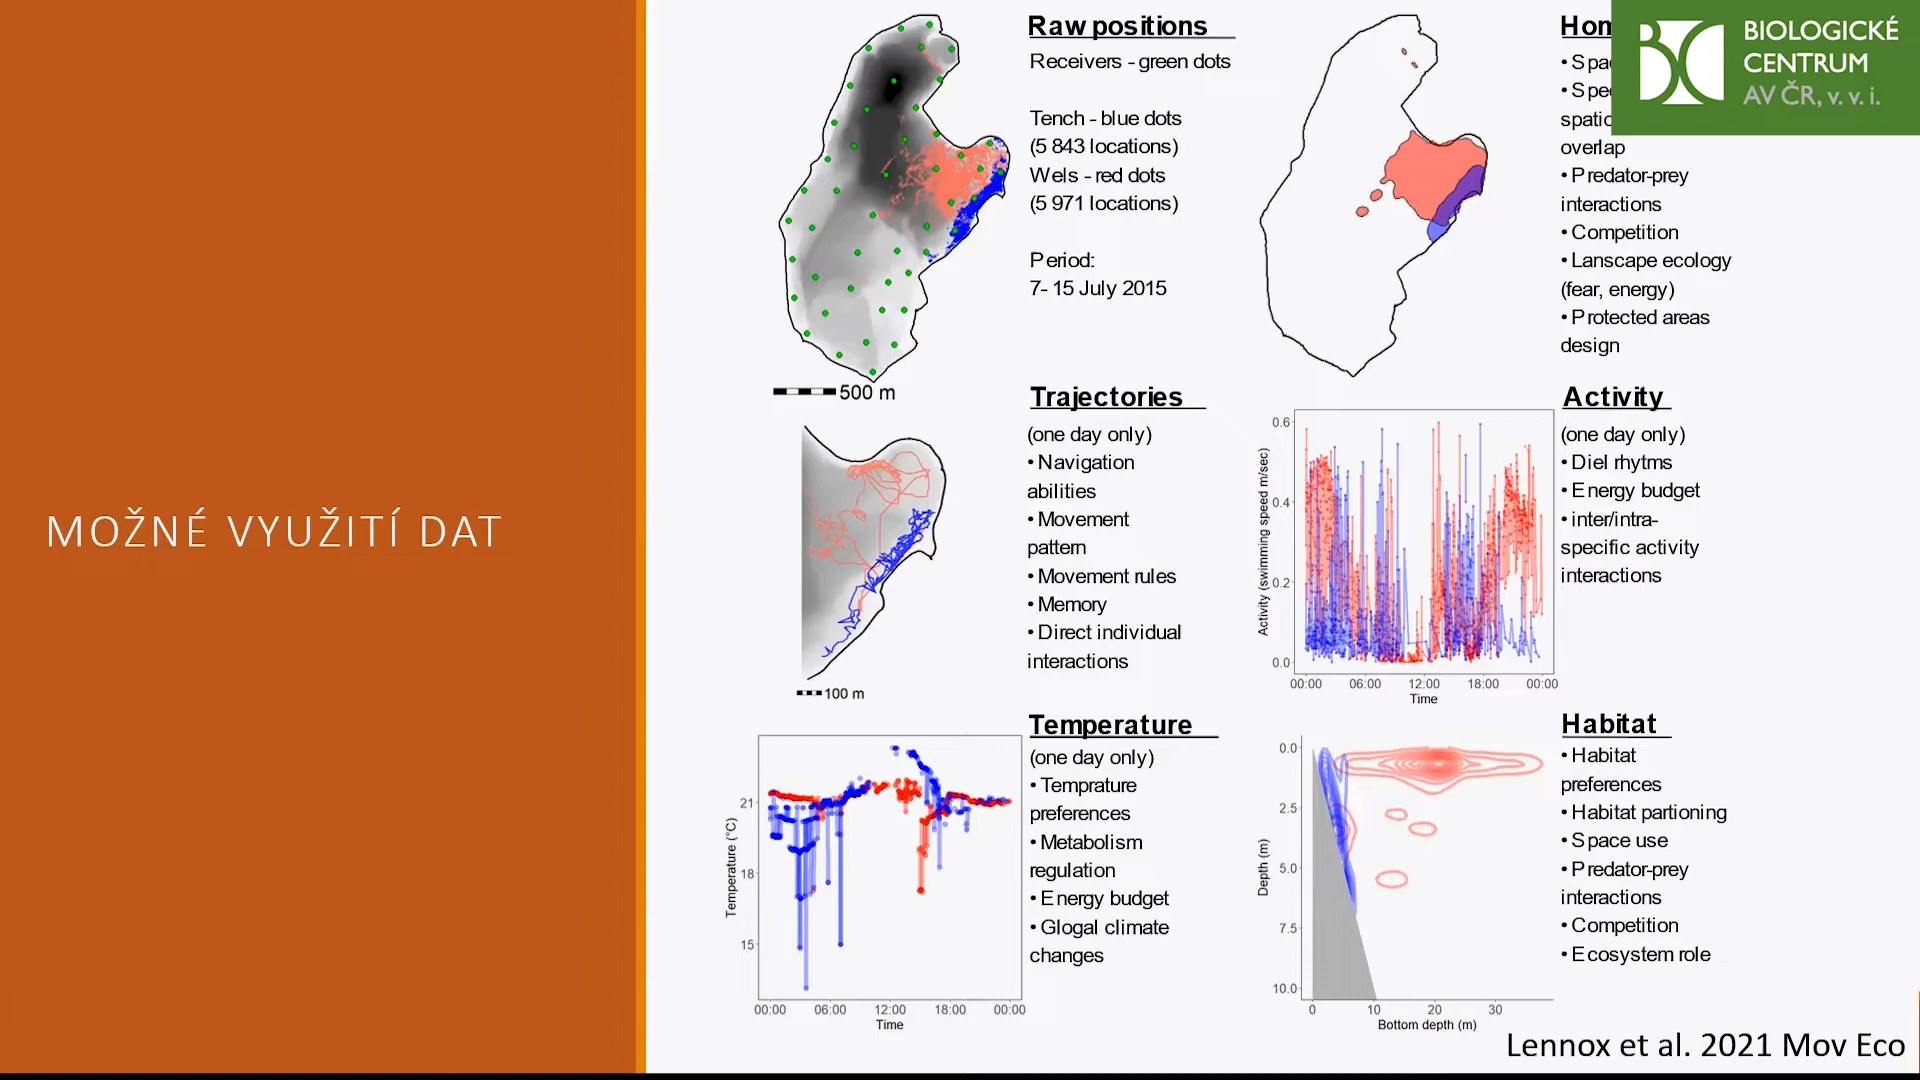 MOŽNÉ VYUŽITÍ DAT
Raw positions
Receivers - green dots
Tench - blue dots
(5 843 locations)
Wels - red dots
(5 971 locations)
Period:
7- 15 July 2015
500 m
overlap
• Predator-prey
interactions
• Competition
• Lanscape ecology
(fear, energy)
• Protected areas
design
BIOLOGICKÉ
CENTRUM
AV ČR, v. v. i.
Trajectories
(one day only)
• Navigation
abilities
• Movement
pattern
• Movement rules
• Memory
• Direct individual
interactions
100 m
Activity
(one day only)
• Diel rhytms
• Energy budget
• inter/intra-
specific activity
interactions
Activity (swimming speed m/sec)
0.6
0.4
0.2
0.0
00:00 06:00 12:00 18:00 00:00
Time
Temperature
(one day only)
• Temprature
preferences
• Metabolism
regulation
• Energy budget
• Glogal climate
changes
Temperature (°C)
21
18
15
00:00 06:00 12:00 18:00 00:00
Time
Habitat
• Habitat
preferences
• Habitat partioning
• Space use
• Predator-prey
interactions
• Competition
• Ecosystem role
Depth (m)
0.0
2.5
5.0
7.5
10.0
0 10 20 30
Bottom depth (m)
Lennox et al. 2021 Mov Eco